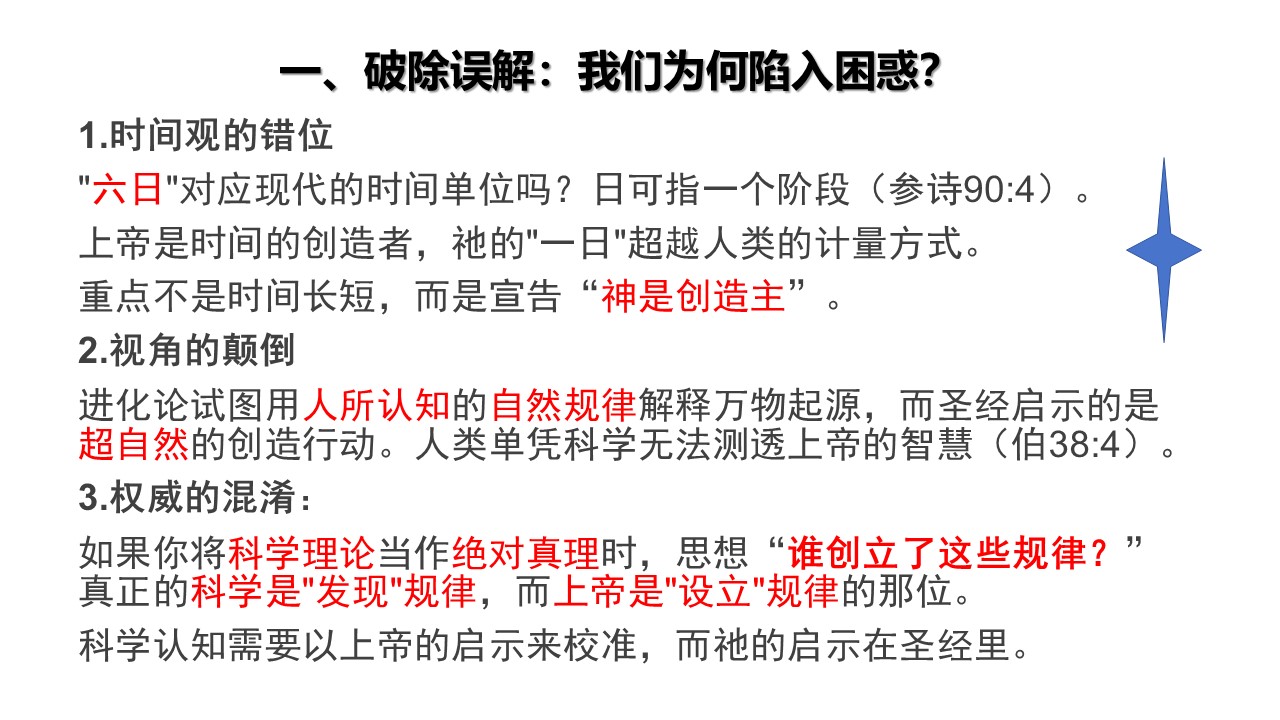 一、破除误解：我们为何陷入困惑？
1.时间观的错位
"六日"对应现代的时间单位吗？日可指一个阶段（参诗90:4）。
上帝是时间的创造者，祂的"一日"超越人类的计量方式。
重点不是时间长短，而是宣告“神是创造主”。
2.视角的颠倒
进化论试图用人所认知的自然规律解释万物起源，而圣经启示的是
超自然的创造行动。人类单凭科学无法测透上帝的智慧（伯38:4）。
3.权威的混淆：
如果你将科学理论当作绝对真理时，思想“谁创立了这些规律？”
真正的科学是"发现"规律，而上帝是"设立"规律的那位。
科学认知需要以上帝的启示来校准，而祂的启示在圣经里。